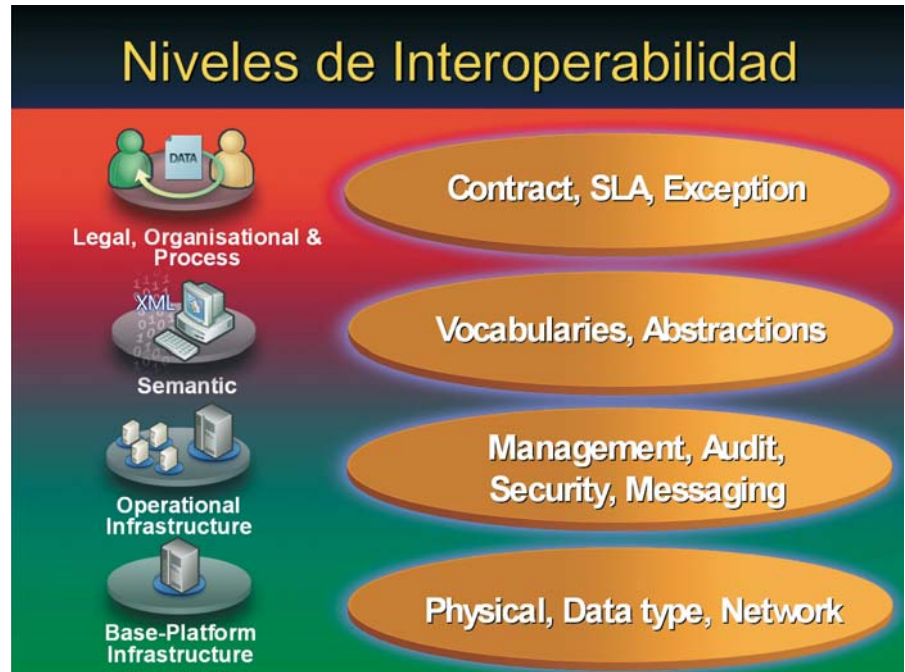 Niveles de Interoperabilidad
DATA
Legal, Organisational &
Process
Contract, SLA, Exception
XML
Semantic
Vocabularies, Abstractions
Operational
Infrastructure
Management, Audit,
Security, Messaging
Base-Platform
Infrastructure
Physical, Data type, Network